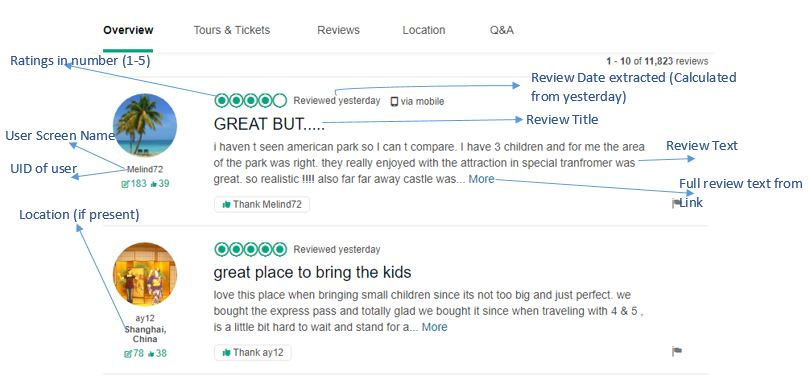 Overview Tours & Tickets Reviews Location Q&A
1 - 10 of 11,823 reviews
Ratings in number (1-5)
Reviewed yesterday via mobile
Review Date extracted (Calculated
from yesterday)
GREAT BUT.....
Review Title
i haven t seen american park so I can t compare. I have 3 children and for me the area
of the park was right. they really enjoyed with the attraction in special tranfromer was
great. so realistic !!!! also far far away castle was... More
Review Text
User Screen Name
Melind72
UID of user
183 39
Full review text from
Link
Thank Melind72
Location (if present)
Reviewed yesterday
great place to bring the kids
love this place when bringing small children since its not too big and just perfect. we
bought the express pass and totally glad we bought it since when traveling with 4 & 5 ,
is a little bit hard to wait and stand for a... More
ay12
Shanghai,
China
78 38
Thank ay12